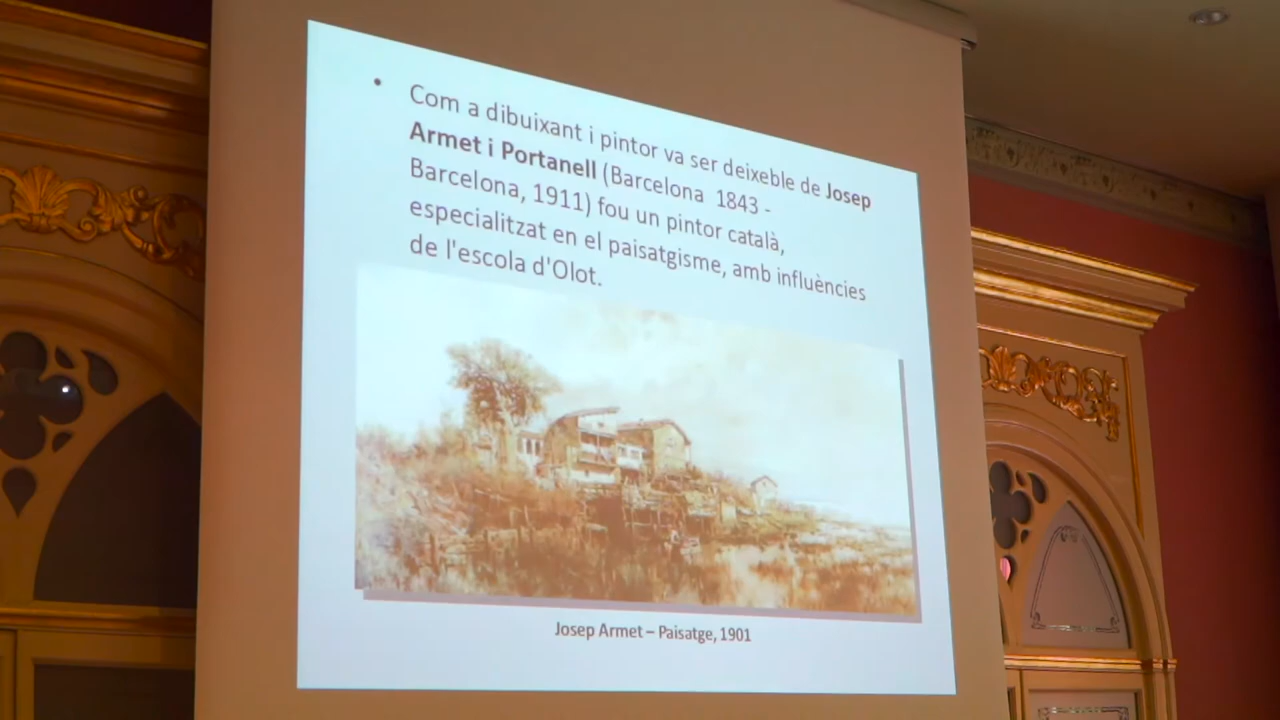 • Com a dibuixant i pintor va ser deixeble de Josep
Armet i Portanell (Barcelona 1843 -
Barcelona, 1911) fou un pintor català,
especialitzat en el paisatgisme, amb influències
de l'escola d'Olot.
Josep Armet – Paisatge, 1901